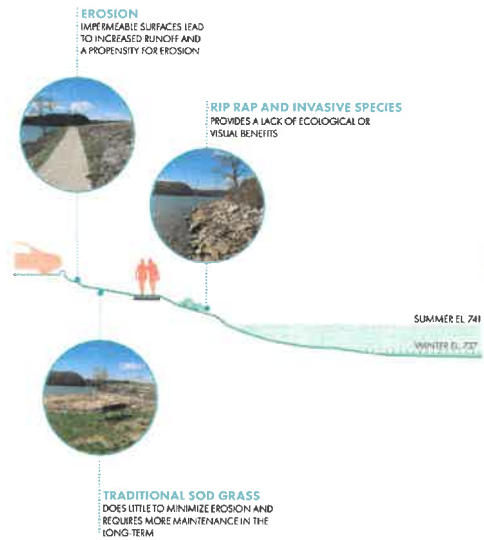 EROSION
IMPERMEABLE SURFACES LEAD
TO INCREASED RUNOFF AND
A PROPENSITY FOR EROSION
RIP RAP AND INVASIVE SPECIES
PROVIDES A LACK OF ECOLOGICAL OR
VISUAL BENEFITS
SUMMER EL. 741
WINTER EL. 737
TRADITIONAL SOD GRASS
DOES LITTLE TO MINIMIZE EROSION AND
REQUIRES MORE MAINTENANCE IN THE
LONG-TERM